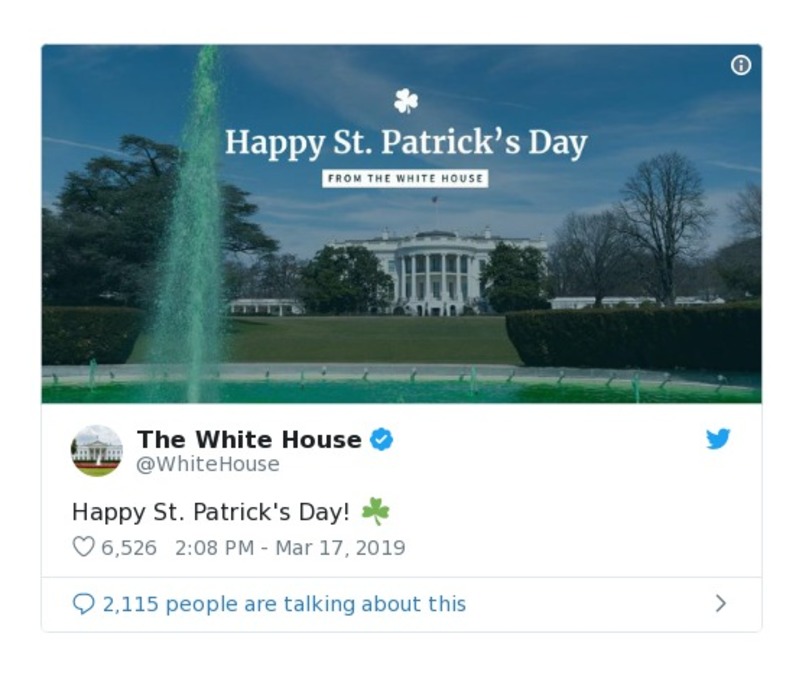 Happy St. Patrick’s Day
FROM THE WHITE HOUSE
The White House
@WhiteHouse
Happy St. Patrick's Day! ☘️
6,526 2:08 PM - Mar 17, 2019
2,115 people are talking about this